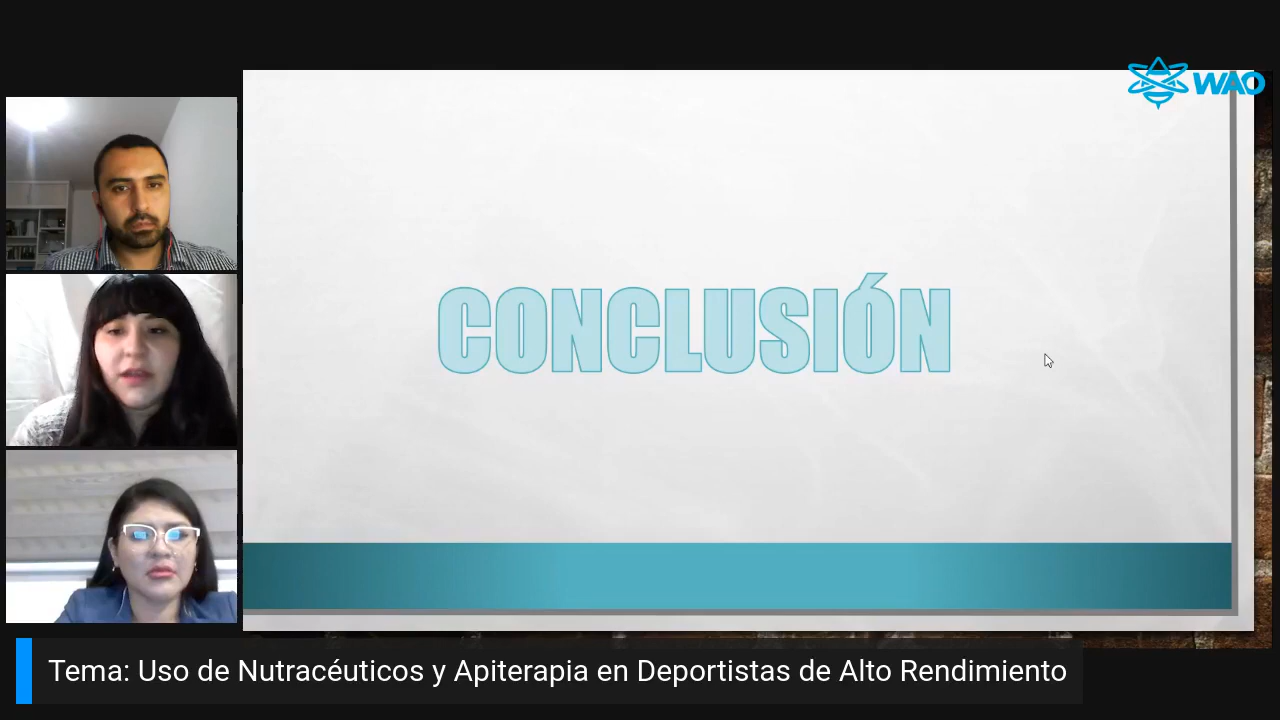 WAO
CONCLUSIÓN
Tema: Uso de Nutracéuticos y Apiterapia en Deportistas de Alto Rendimiento